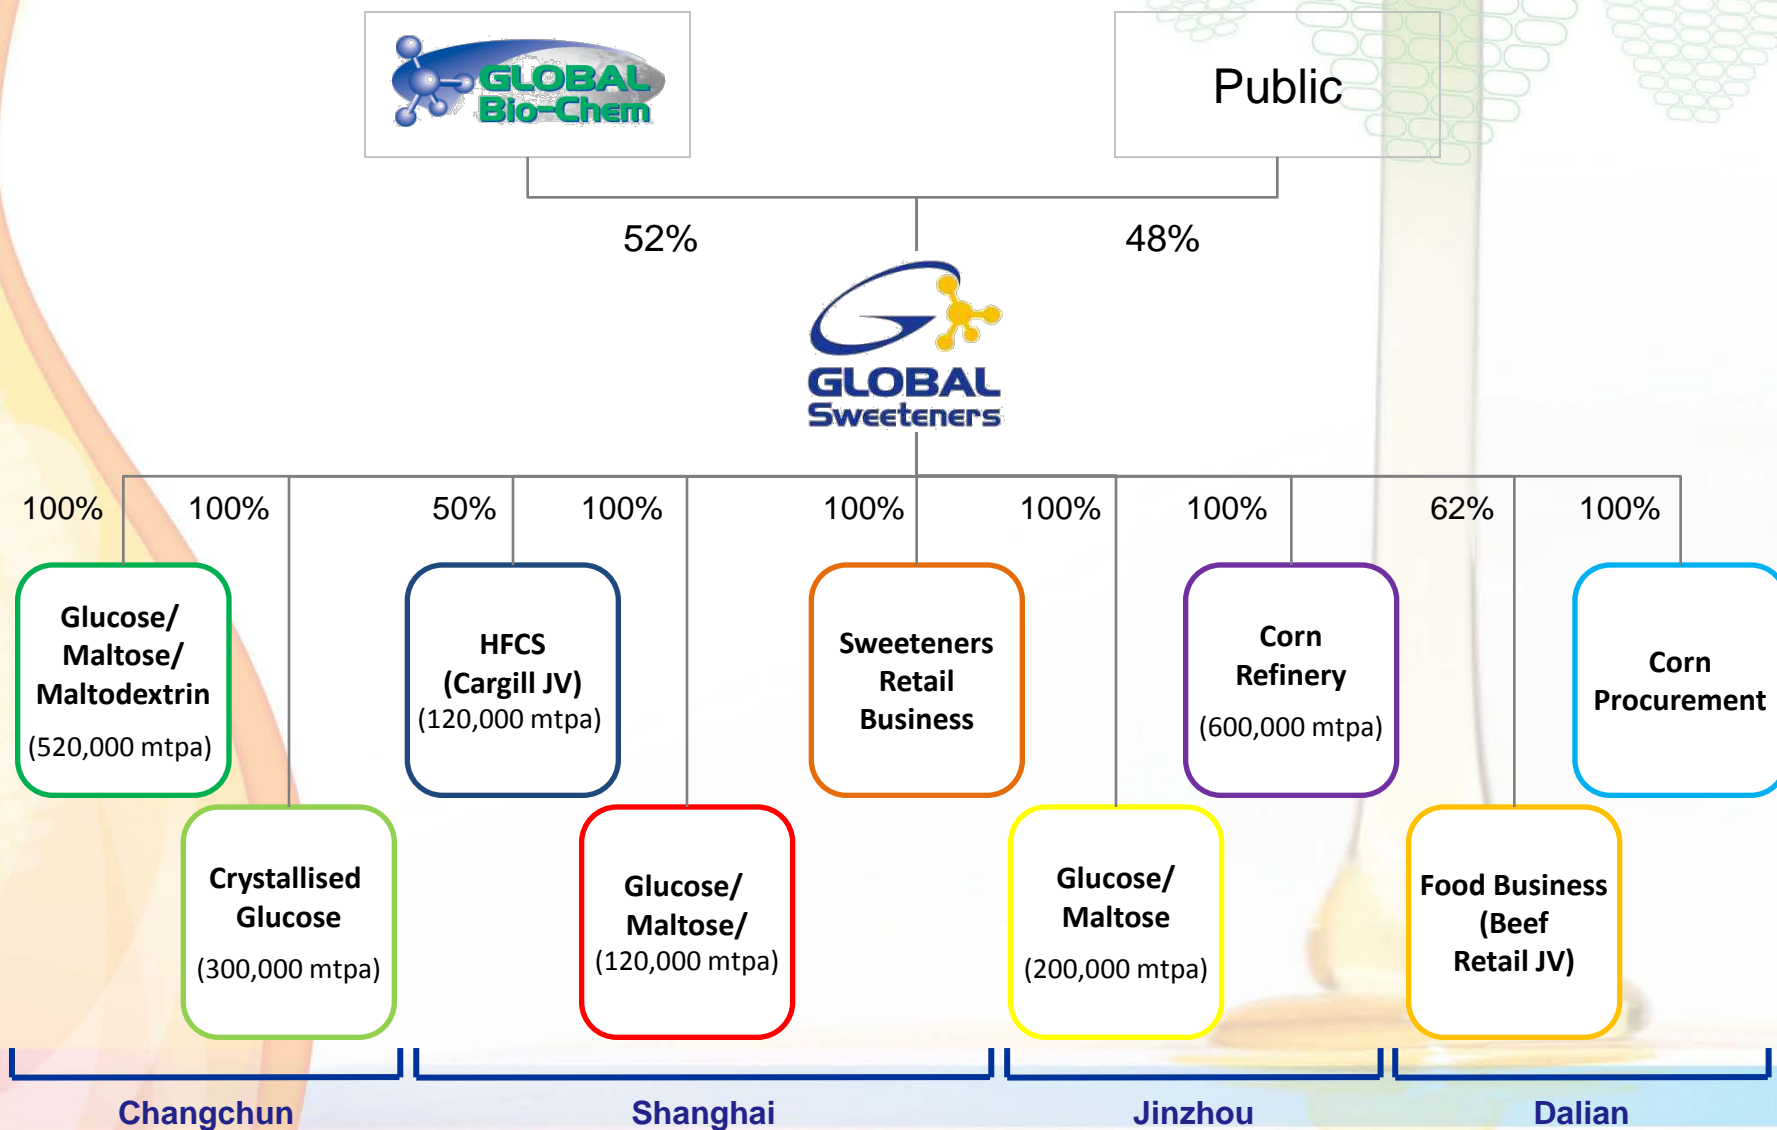 GLOBAL
Bio-Chem
Public
52%
48%
GLOBAL
Sweeteners
100%
100%
50%
100%
100%
100%
100%
62%
100%
Glucose/
Maltose/
Maltodextrin
(520,000 mtpa)
HFCS
(Cargill JV)
(120,000 mtpa)
Sweeteners
Retail
Business
Corn
Refinery
(600,000 mtpa)
Corn
Procurement
Crystallised
Glucose
(300,000 mtpa)
Glucose/
Maltose/
(120,000 mtpa)
Glucose/
Maltose
(200,000 mtpa)
Food Business
(Beef
Retail JV)
Changchun
Shanghai
Jinzhou
Dalian